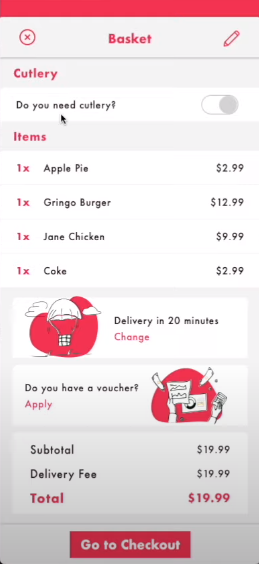 Basket
Cutlery
Do you need cutlery?
Items
1x Apple Pie $2.99
1x Gringo Burger $12.99
1x Jane Chicken $9.99
1x Coke $2.99
Delivery in 20 minutes
Change
Do you have a voucher?
Apply
Subtotal $19.99
Delivery Fee $19.99
Total $19.99
Go to Checkout